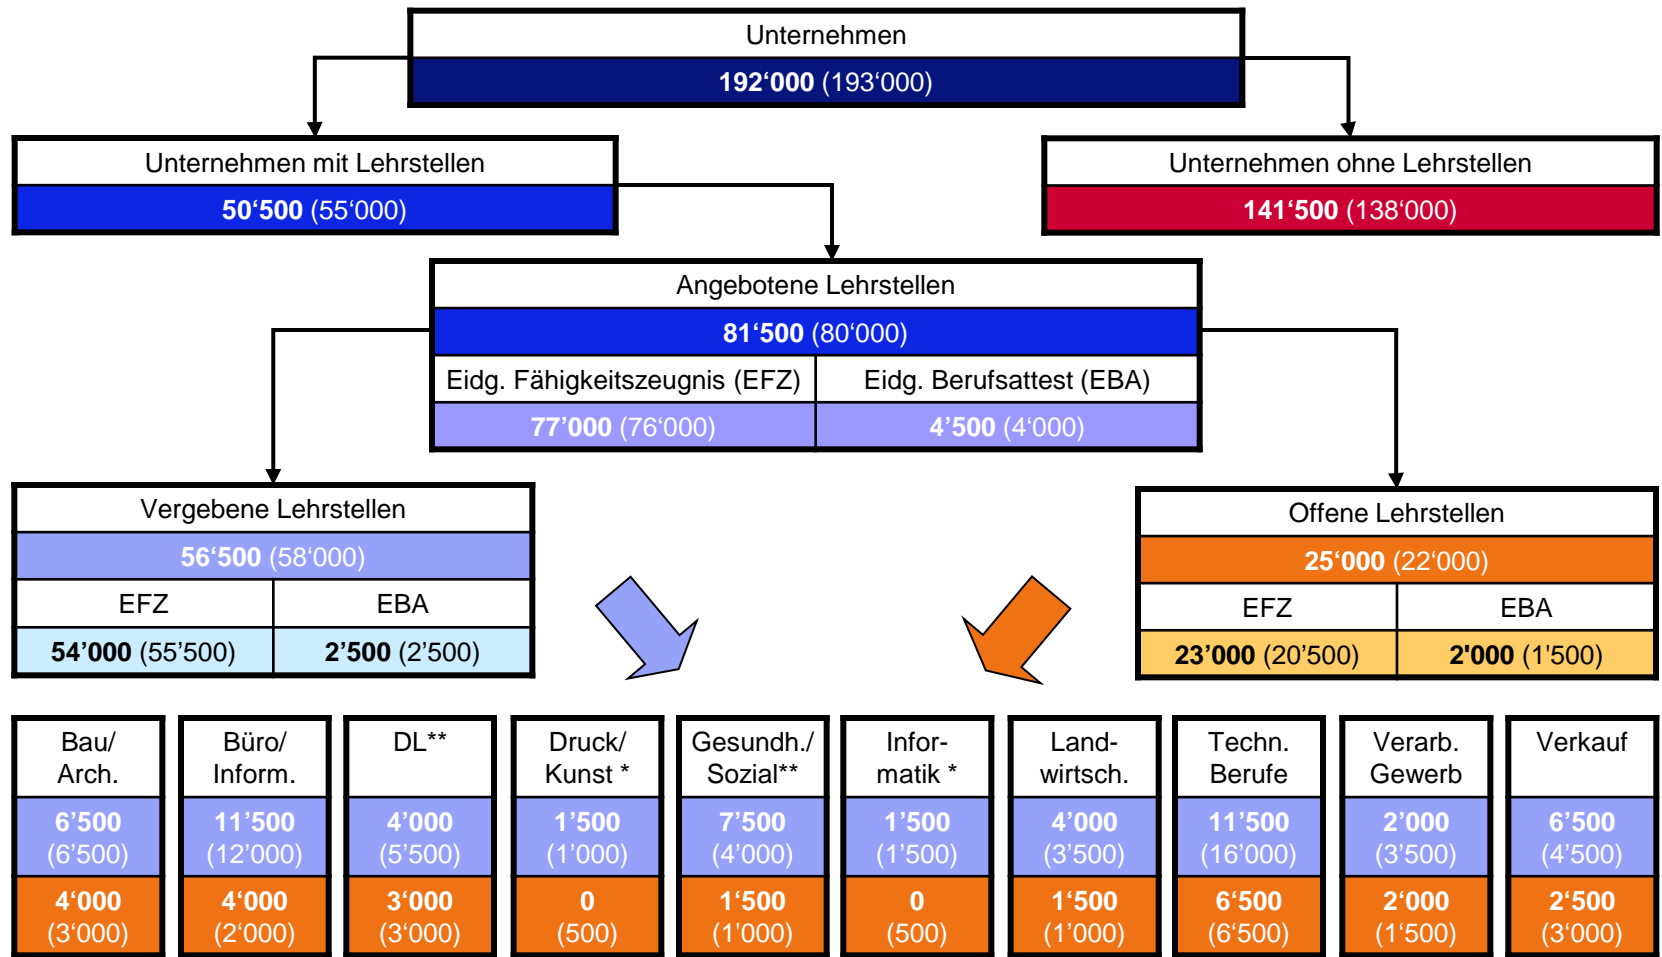 Unternehmen
192‘000 (193‘000)
Unternehmen mit Lehrstellen
50‘500 (55‘000)
Unternehmen ohne Lehrstellen
141‘500 (138‘000)
Angebotene Lehrstellen
81‘500 (80‘000)
Eidg. Fähigkeitszeugnis (EFZ)
Eidg. Berufsattest (EBA)
77’000 (76‘000)
4’500 (4‘000)
Vergebene Lehrstellen
56‘500 (58‘000)
EFZ
EBA
54’000 (55’500)
2’500 (2’500)
Offene Lehrstellen
25‘000 (22‘000)
EFZ
EBA
23’000 (20’500)
2'000 (1'500)
Bau/
Arch.
6’500
(6’500)
4‘000
(3‘000)
Büro/
Inform.
11’500
(12’000)
4‘000
(2‘000)
DL**
4’000
(5’500)
3‘000
(3‘000)
Druck/
Kunst *
1’500
(1’000)
0
(500)
Gesundh./
Sozial**
7’500
(4’000)
1‘500
(1'000)
Infor-
matik *
1’500
(1’500)
0
(500)
Land-
wirtsch.
4’000
(3’500)
1‘500
(1‘000)
Techn.
Berufe
11’500
(16’000)
6‘500
(6‘500)
Verarb.
Gewerb
2’000
(3’500)
2‘000
(1‘500)
Verkauf
6’500
(4’500)
2‘500
(3‘000)